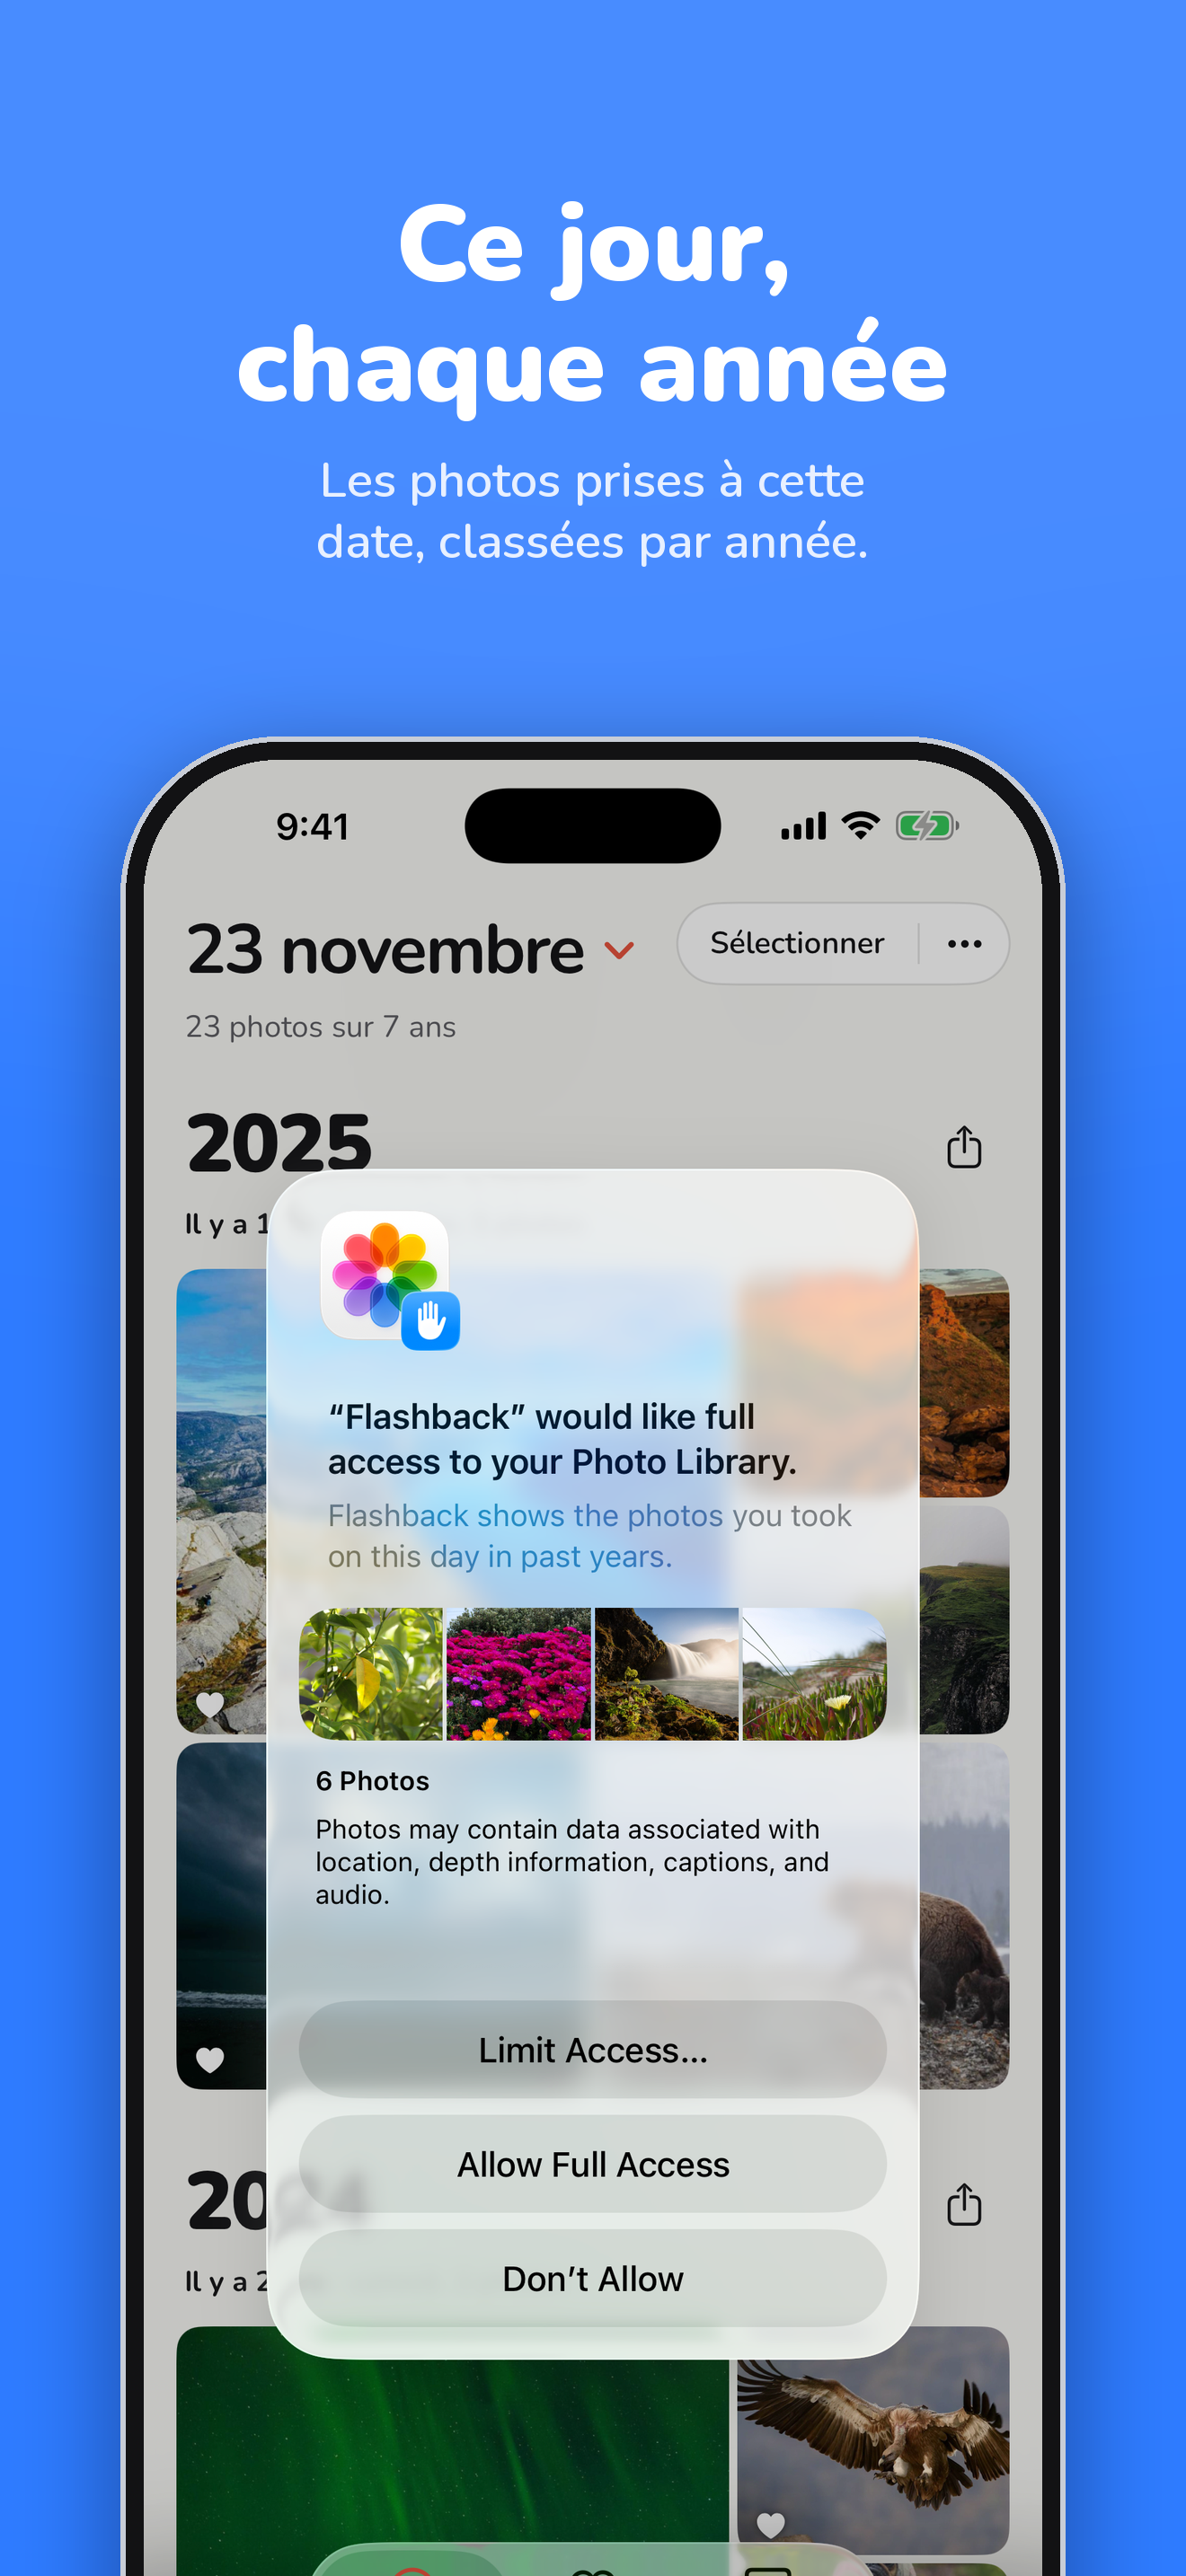 Ce jour,
chaque année
Les photos prises à cette
date, classées par année.
9:41
23 novembre
Sélectionner
23 photos sur 7 ans
2025
Il y a 1
“Flashback” would like full
access to your Photo Library.
Flashback shows the photos you took
on this day in past years.
6 Photos
Photos may contain data associated with
location, depth information, captions, and
audio.
Limit Access...
Allow Full Access
2024
Don’t Allow
Il y a 2